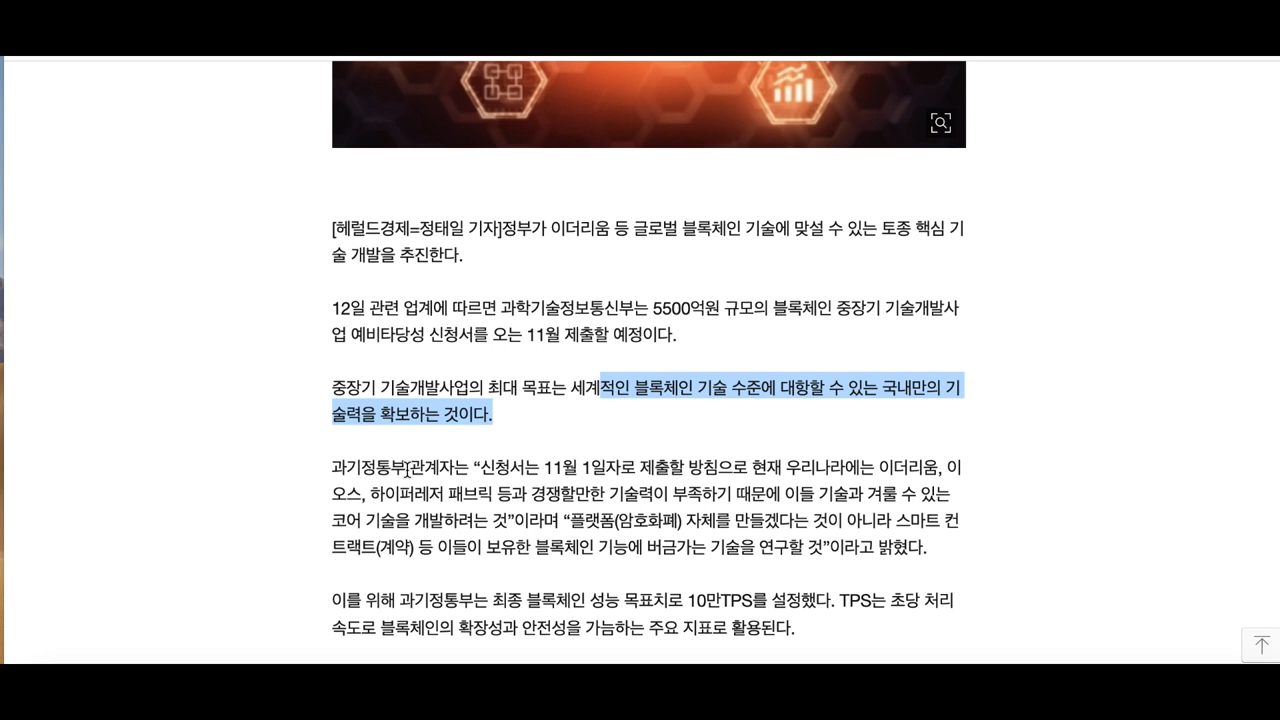 [헤럴드경제=정태일 기자]정부가 이더리움 등 글로벌 블록체인 기술에 맞설 수 있는 토종 핵심 기
술 개발을 추진한다.
12일 관련 업계에 따르면 과학기술정보통신부는 5500억원 규모의 블록체인 중장기 기술개발사
업 예비타당성 신청서를 오는 11월 제출할 예정이다.
중장기 기술개발사업의 최대 목표는 세계적인 블록체인 기술 수준에 대항할 수 있는 국내만의 기
술력을 확보하는 것이다.
과기정통부 관계자는 “신청서는 11월 1일자로 제출할 방침으로 현재 우리나라에는 이더리움, 이
오스, 하이퍼레저 패브릭 등과 경쟁할만한 기술력이 부족하기 때문에 이들 기술과 겨룰 수 있는
코어 기술을 개발하려는 것”이라며 “플랫폼(암호화폐) 자체를 만들겠다는 것이 아니라 스마트 컨
트랙트(계약) 등 이들이 보유한 블록체인 기능에 버금가는 기술을 연구할 것”이라고 밝혔다.
이를 위해 과기정통부는 최종 블록체인 성능 목표치로 10만TPS를 설정했다. TPS는 초당 처리
속도로 블록체인의 확장성과 안전성을 가늠하는 주요 지표로 활용된다.